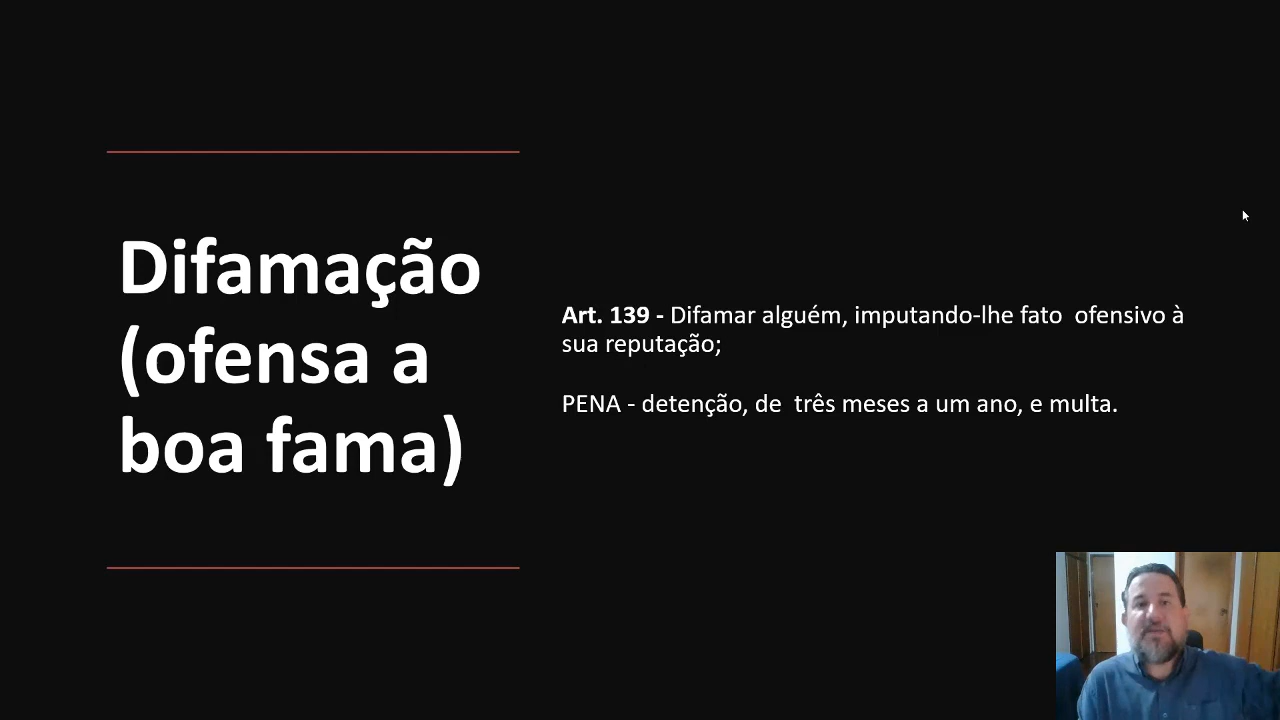 Difamação
(ofensa a
boa fama)
Art. 139 - Difamar alguém, imputando-lhe fato  ofensivo à
sua reputação;
PENA - detenção, de  três meses a um ano, e multa.